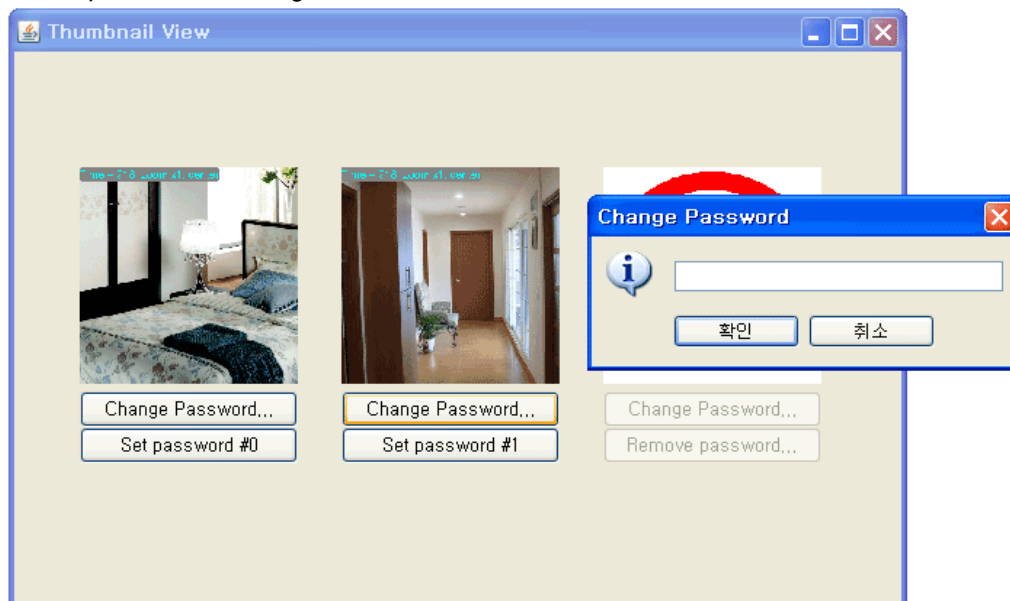 Thumbnail View
Change Password
확인
취소
Change Password...
Change Password...
Change Password...
Set password #0
Set password #1
Remove password...